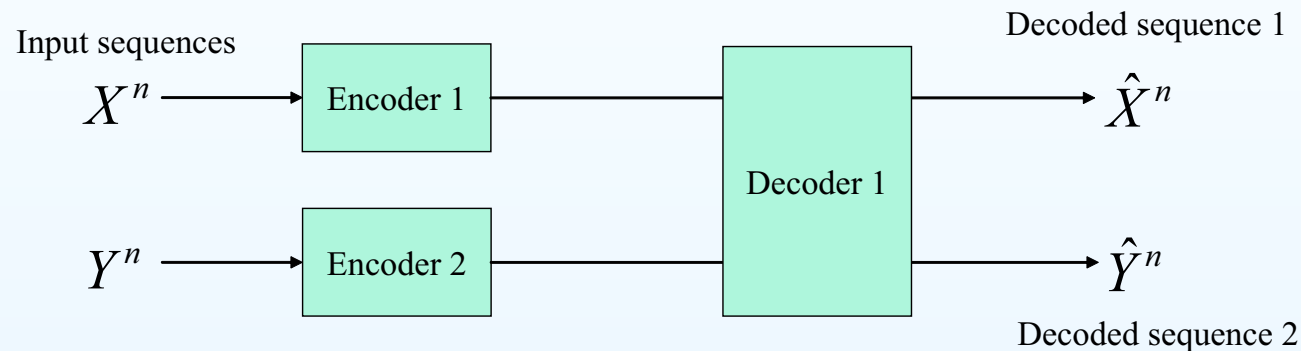 Decoded sequence 1
Input sequences
X^n
Encoder 1
X̂^n
Decoder 1
Y^n
Encoder 2
Ŷ^n
Decoded sequence 2